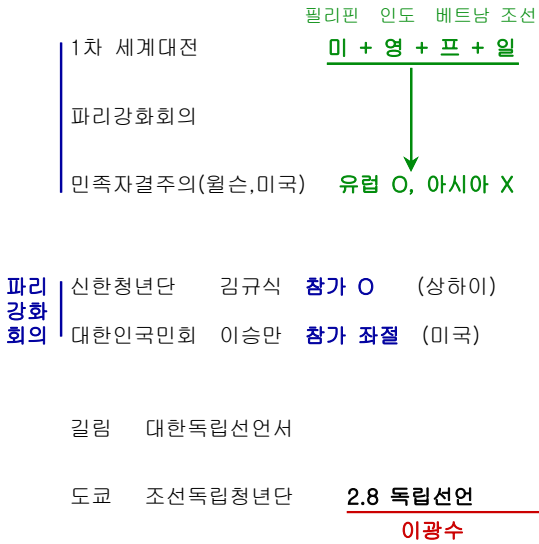 필리핀 인도 베트남 조선
1차 세계대전 미 + 영 + 프 + 일
파리강화회의
민족자결주의(윌슨,미국) 유럽 O, 아시아 X
파리
강화
회의
신한청년단 김규식 참가 O (상하이)
대한인국민회 이승만 참가 좌절 (미국)
길림 대한독립선언서
도쿄 조선독립청년단 2.8 독립선언
이광수